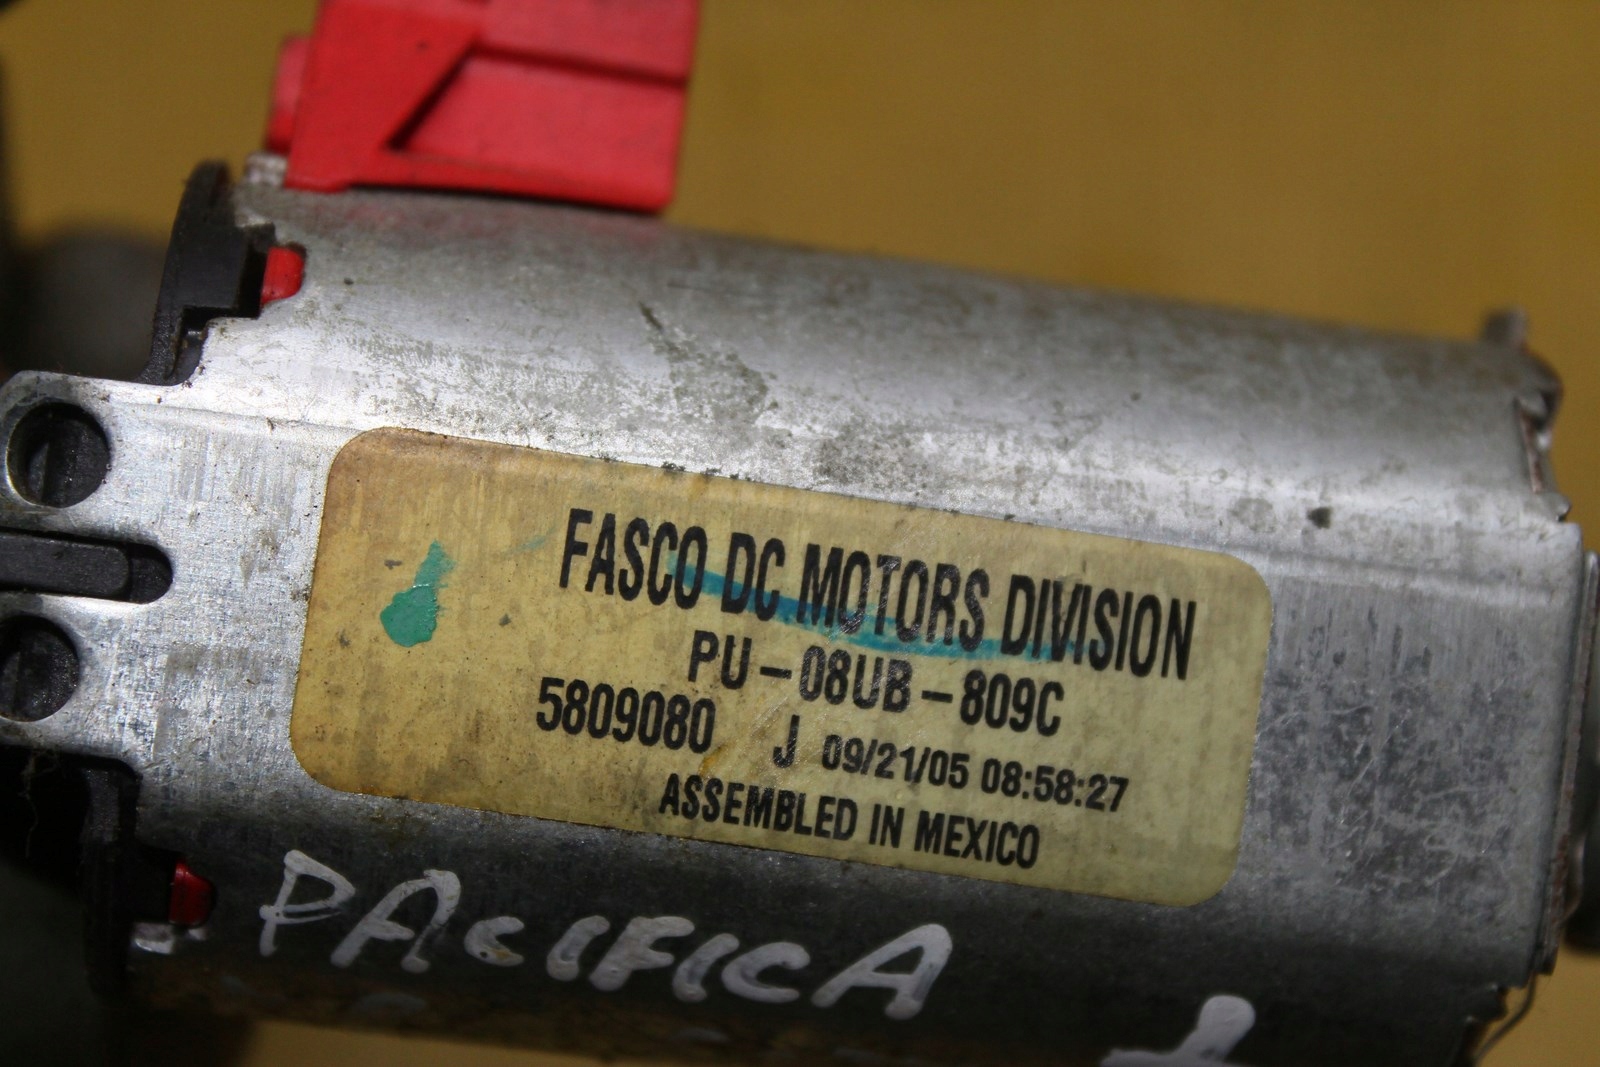 FASCO DC MOTORS DIVISION
PU-08UB-809C
5809080 J 09/21/05 08:58:27
ASSEMBLED IN MEXICO
PACIFICA